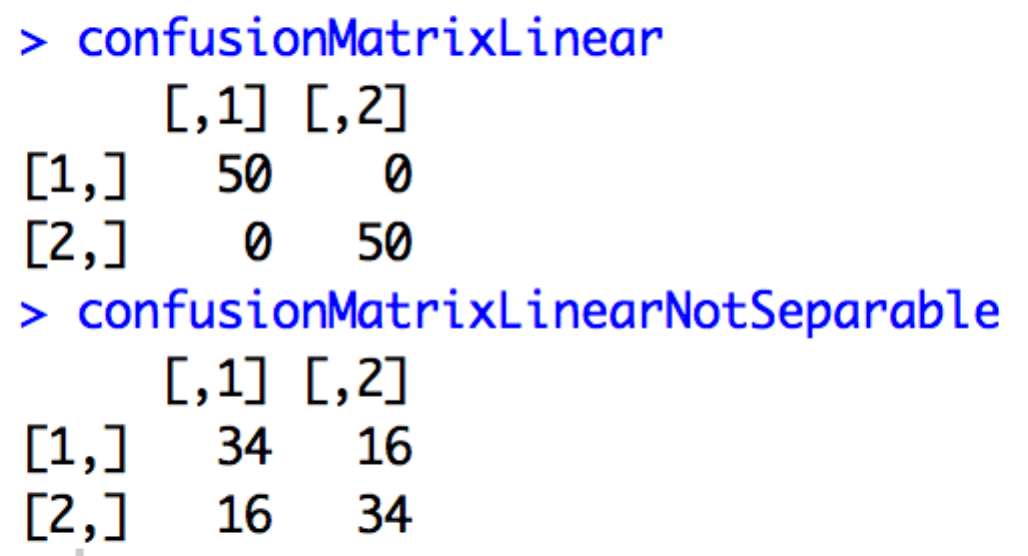 > confusionMatrixLinear
[,1] [,2]
[1,] 50 0
[2,] 0 50
> confusionMatrixLinearNotSeparable
[,1] [,2]
[1,] 34 16
[2,] 16 34